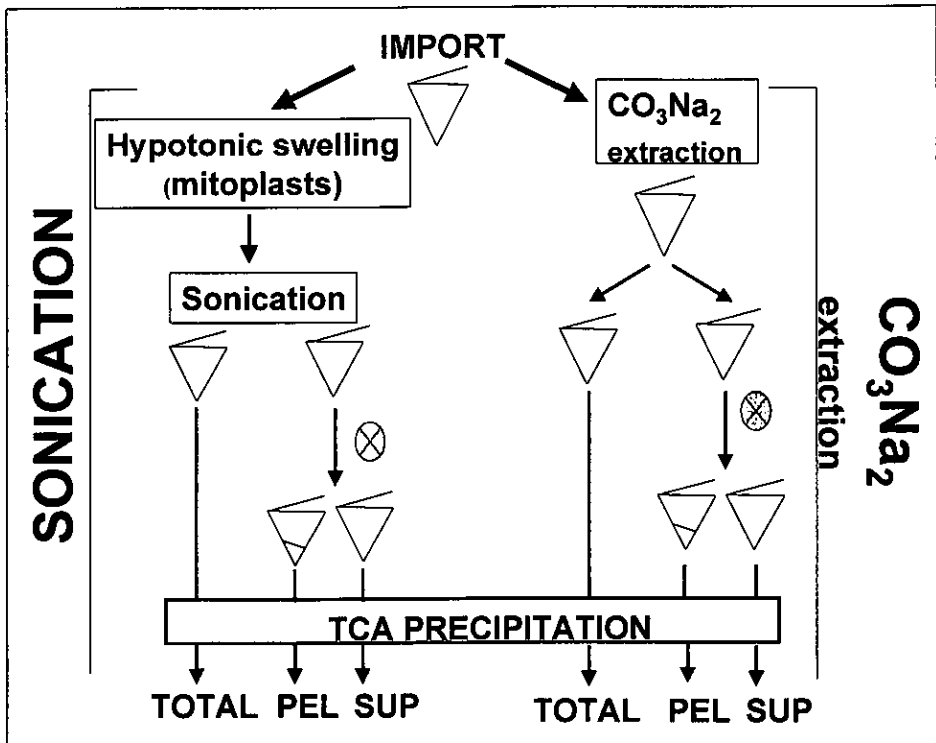 IMPORT
Hypotonic swelling
(mitoplasts)
CO₃Na₂
extraction
Sonication
SONICATION
CO₃Na₂
extraction
TCA PRECIPITATION
TOTAL PEL SUP
TOTAL PEL SUP